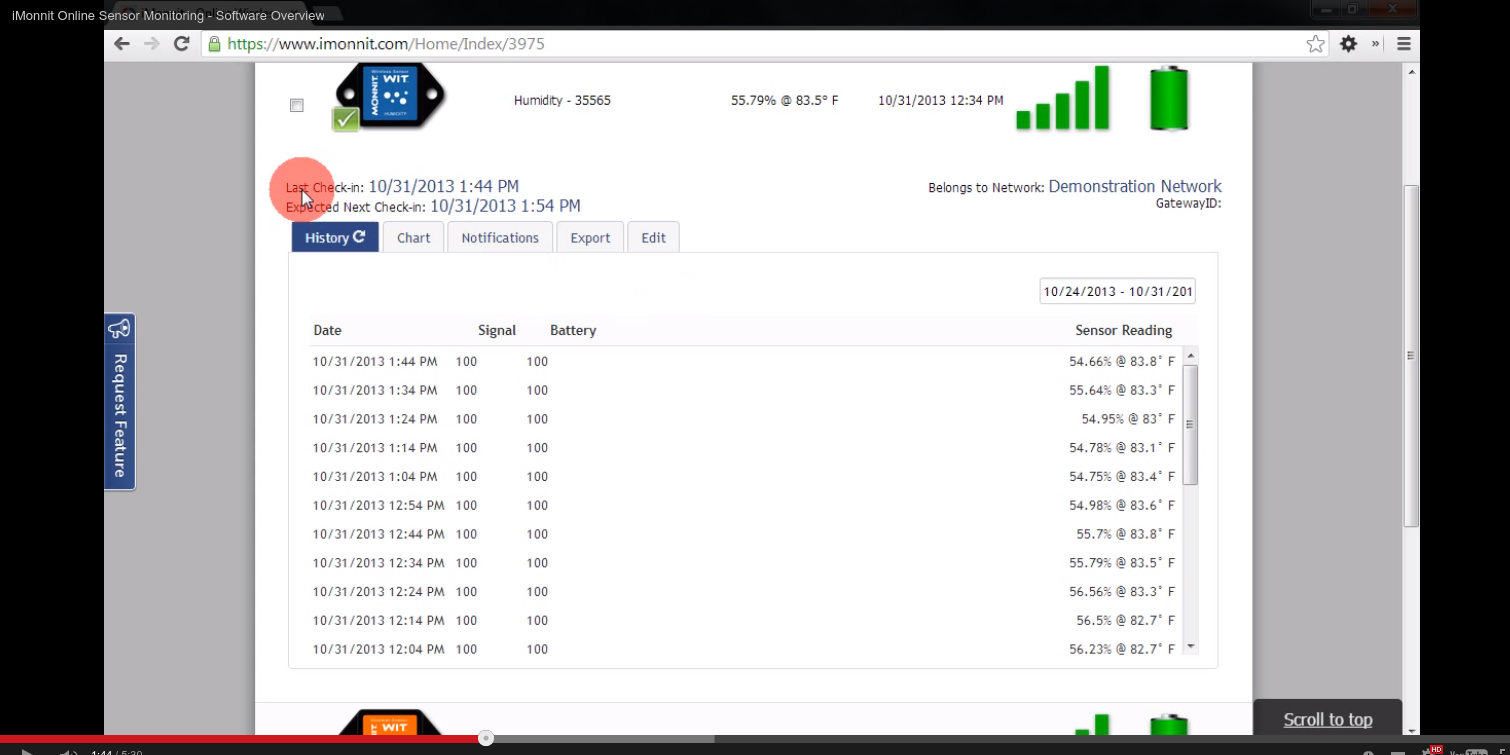 iMonnit Online Sensor Monitoring - Software Overview
https://www.imonnit.com/Home/Index/3975
MONNIT WIT
HUMIDITY
Humidity - 35565 55.79% @ 83.5° F 10/31/2013 12:34 PM
Last Check-in: 10/31/2013 1:44 PM
Belongs to Network: Demonstration Network
Expected Next Check-in: 10/31/2013 1:54 PM
GatewayID:
History Chart Notifications Export Edit
10/24/2013 - 10/31/201
Date Signal Battery Sensor Reading
10/31/2013 1:44 PM 100 100 54.66% @ 83.8° F
10/31/2013 1:34 PM 100 100 55.64% @ 83.3° F
10/31/2013 1:24 PM 100 100 54.95% @ 83° F
10/31/2013 1:14 PM 100 100 54.78% @ 83.1° F
10/31/2013 1:04 PM 100 100 54.75% @ 83.4° F
10/31/2013 12:54 PM 100 100 54.98% @ 83.6° F
10/31/2013 12:44 PM 100 100 55.7% @ 83.8° F
10/31/2013 12:34 PM 100 100 55.79% @ 83.5° F
10/31/2013 12:24 PM 100 100 56.56% @ 83.3° F
10/31/2013 12:14 PM 100 100 56.5% @ 82.7° F
10/31/2013 12:04 PM 100 100 56.23% @ 82.7° F
Request Feature
WIT
Scroll to top
1:44 / 5:30
HD